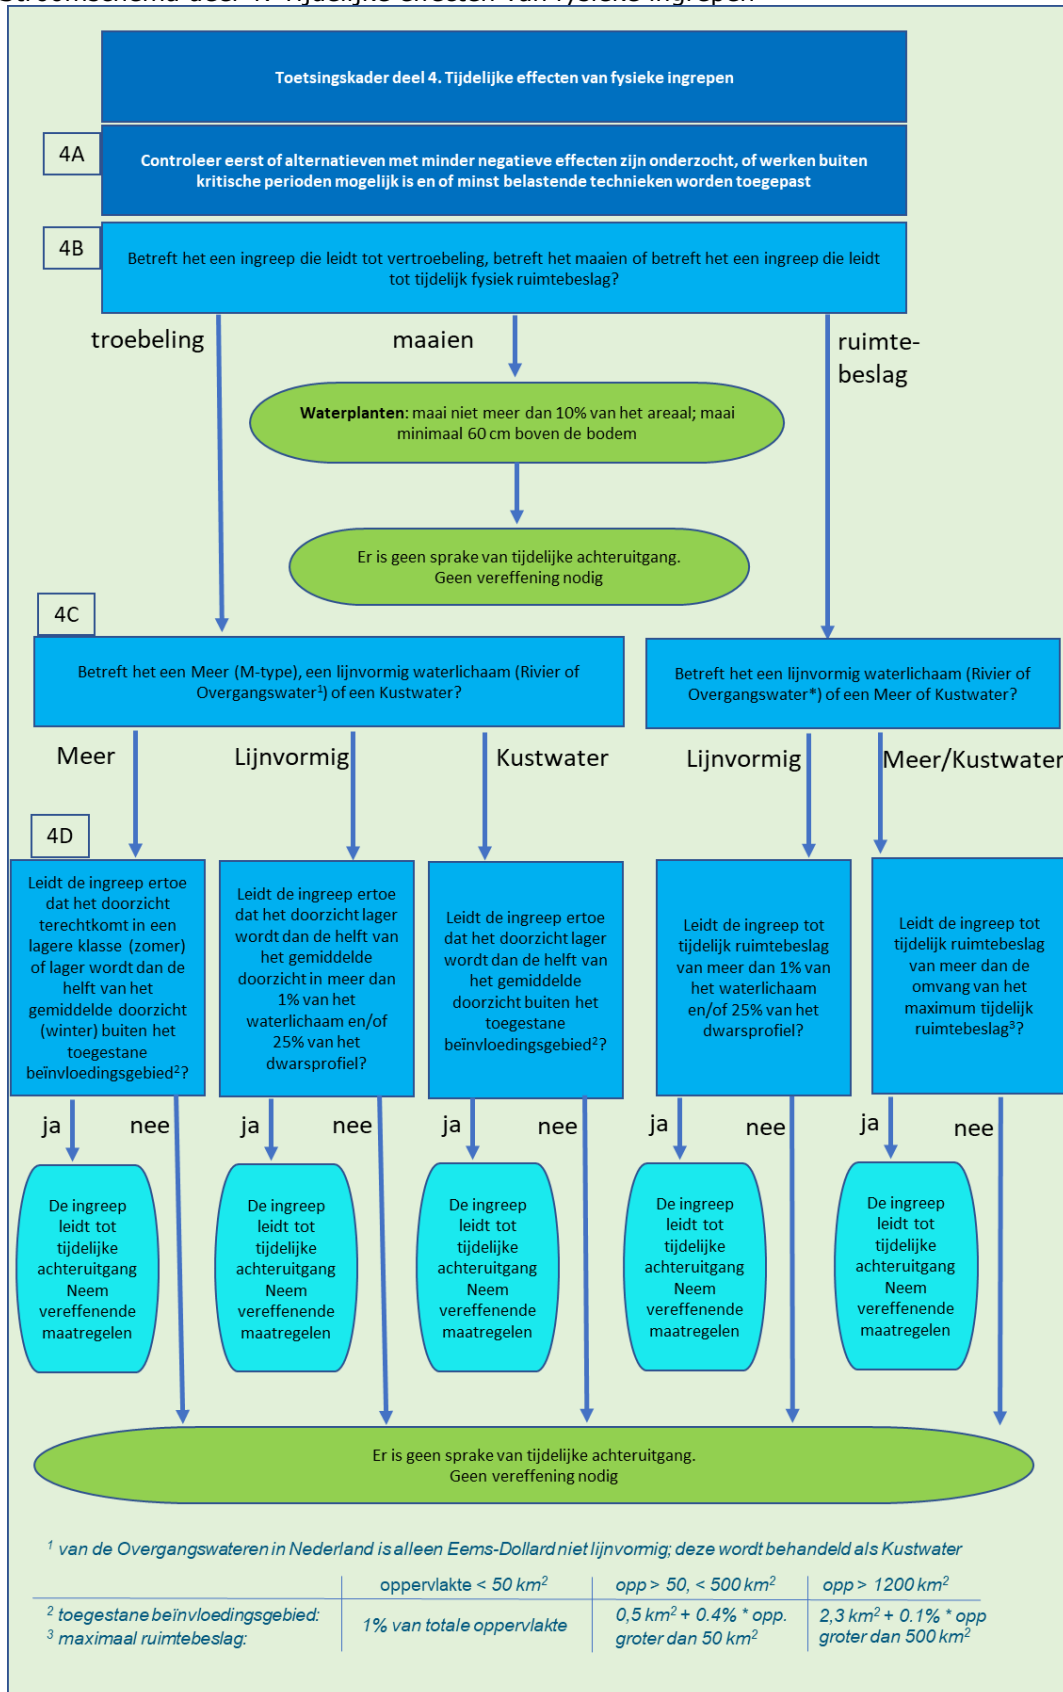 Stroomschema deel 4. Tijdelijke effecten van fysieke ingrepen
Toetsingskader deel 4. Tijdelijke effecten van fysieke ingrepen
4A
Controleer eerst of alternatieven met minder negatieve effecten zijn onderzocht, of werken buiten
kritische perioden mogelijk is en of minst belastende technieken worden toegepast
4B
Betreft het een ingreep die leidt tot vertroebeling, betreft het maaien of betreft het een ingreep die leidt
tot tijdelijk fysiek ruimtebeslag?
troebeling
maaien
ruimte-
beslag
Waterplanten: maai niet meer dan 10% van het areaal; maai
minimaal 60 cm boven de bodem
Er is geen sprake van tijdelijke achteruitgang.
Geen vereffening nodig
4C
Betreft het een Meer (M-type), een lijnvormig waterlichaam (Rivier of
Overgangswater¹) of een Kustwater?
Betreft het een lijnvormig waterlichaam (Rivier of
Overgangswater*) of een Meer of Kustwater?
Meer
Lijnvormig
Kustwater
Lijnvormig
Meer/Kustwater
4D
Leidt de ingreep ertoe
dat het doorzicht
terechtkomt in een
lagere klasse (zomer)
of lager wordt dan de
helft van het
gemiddelde doorzicht
(winter) buiten het
toegestane
beïnvloedingsgebied²?
Leidt de ingreep ertoe
dat het doorzicht lager
wordt dan de helft van
het gemiddelde
doorzicht in meer dan
1% van het
waterlichaam en/of
25% van het
dwarsprofiel?
Leidt de ingreep ertoe
dat het doorzicht lager
wordt dan de helft van
het gemiddelde
doorzicht buiten het
toegestane
beïnvloedingsgebied²?
Leidt de ingreep tot
tijdelijk ruimtebeslag
van meer dan 1% van
het waterlichaam
en/of 25% van het
dwarsprofiel?
Leidt de ingreep tot
tijdelijk ruimtebeslag
van meer dan de
omvang van het
maximum tijdelijk
ruimtebeslag³?
ja
nee
ja
nee
ja
nee
ja
nee
ja
nee
De ingreep
leidt tot
tijdelijke
achteruitgang
Neem
vereffenende
maatregelen
De ingreep
leidt tot
tijdelijke
achteruitgang
Neem
vereffenende
maatregelen
De ingreep
leidt tot
tijdelijke
achteruitgang
Neem
vereffenende
maatregelen
De ingreep
leidt tot
tijdelijke
achteruitgang
Neem
vereffenende
maatregelen
De ingreep
leidt tot
tijdelijke
achteruitgang
Neem
vereffenende
maatregelen
Er is geen sprake van tijdelijke achteruitgang.
Geen vereffening nodig
¹ van de Overgangswateren in Nederland is alleen Eems-Dollard niet lijnvormig; deze wordt behandeld als Kustwater
oppervlakte < 50 km²
opp > 50, < 500 km²
opp > 1200 km²
² toegestane beïnvloedingsgebied:
³ maximaal ruimtebeslag:
1% van totale oppervlakte
0,5 km² + 0.4% * opp.
groter dan 50 km²
2,3 km² + 0.1% * opp
groter dan 500 km²